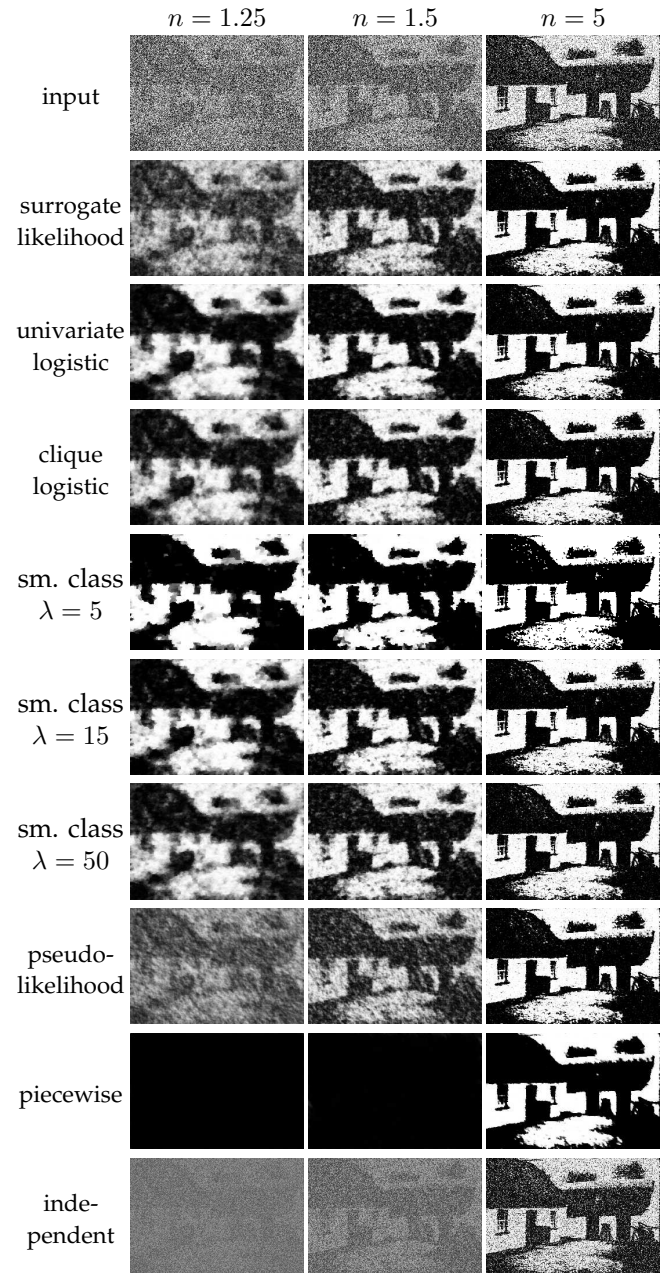 n = 1.25 n = 1.5 n = 5
input
surrogate
likelihood
univariate
logistic
clique
logistic
sm. class
λ = 5
sm. class
λ = 15
sm. class
λ = 50
pseudo-
likelihood
piecewise
inde-
pendent